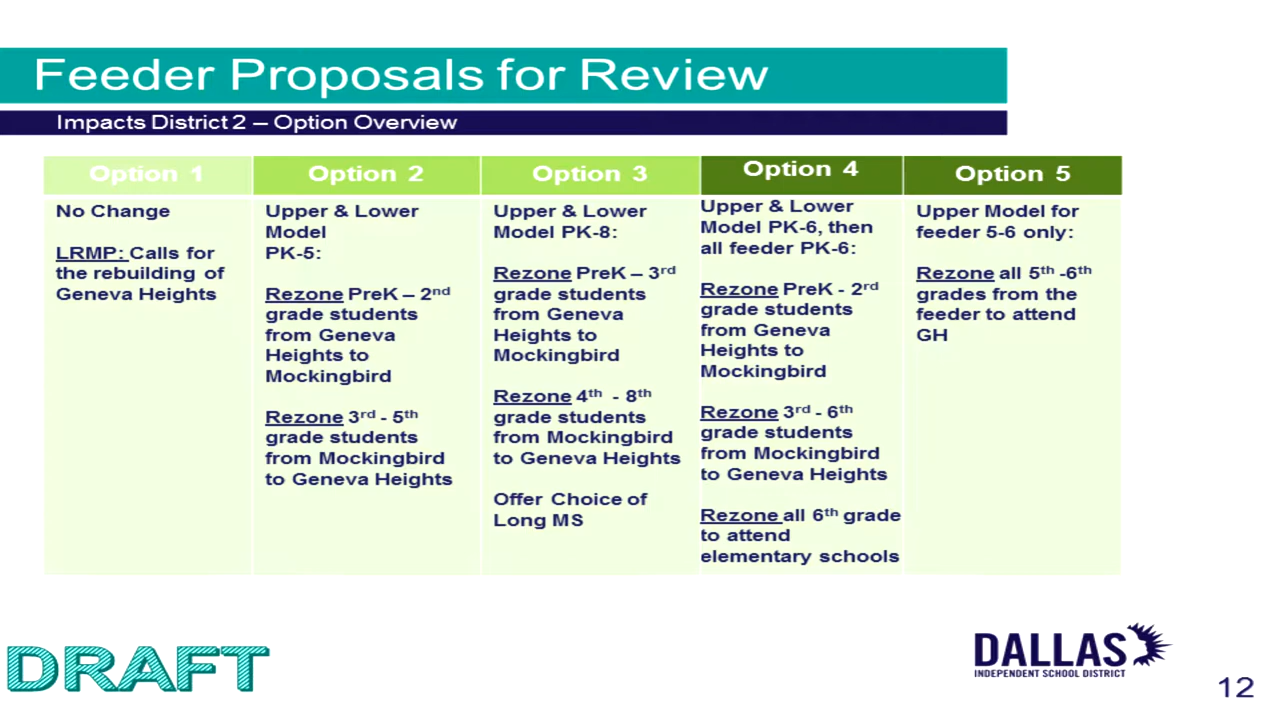 Feeder Proposals for Review
Impacts District 2 – Option Overview
Option 1
No Change
LRMP: Calls for
the rebuilding of
Geneva Heights
Option 2
Upper & Lower
Model
PK-5:
Rezone PreK – 2nd
grade students
from Geneva
Heights to
Mockingbird
Rezone 3rd - 5th
grade students
from Mockingbird
to Geneva Heights
Option 3
Upper & Lower
Model PK-8:
Rezone PreK – 3rd
grade students
from Geneva
Heights to
Mockingbird
Rezone 4th - 8th
grade students
from Mockingbird
to Geneva Heights
Offer Choice of
Long MS
Option 4
Upper & Lower
Model PK-6, then
all feeder PK-6:
Rezone PreK - 2rd
grade students
from Geneva
Heights to
Mockingbird
Rezone 3rd - 6th
grade students
from Mockingbird
to Geneva Heights
Rezone all 6th grade
to attend
elementary schools
Option 5
Upper Model for
feeder 5-6 only:
Rezone all 5th -6th
grades from the
feeder to attend
GH
DRAFT
DALLAS
INDEPENDENT SCHOOL DISTRICT
12